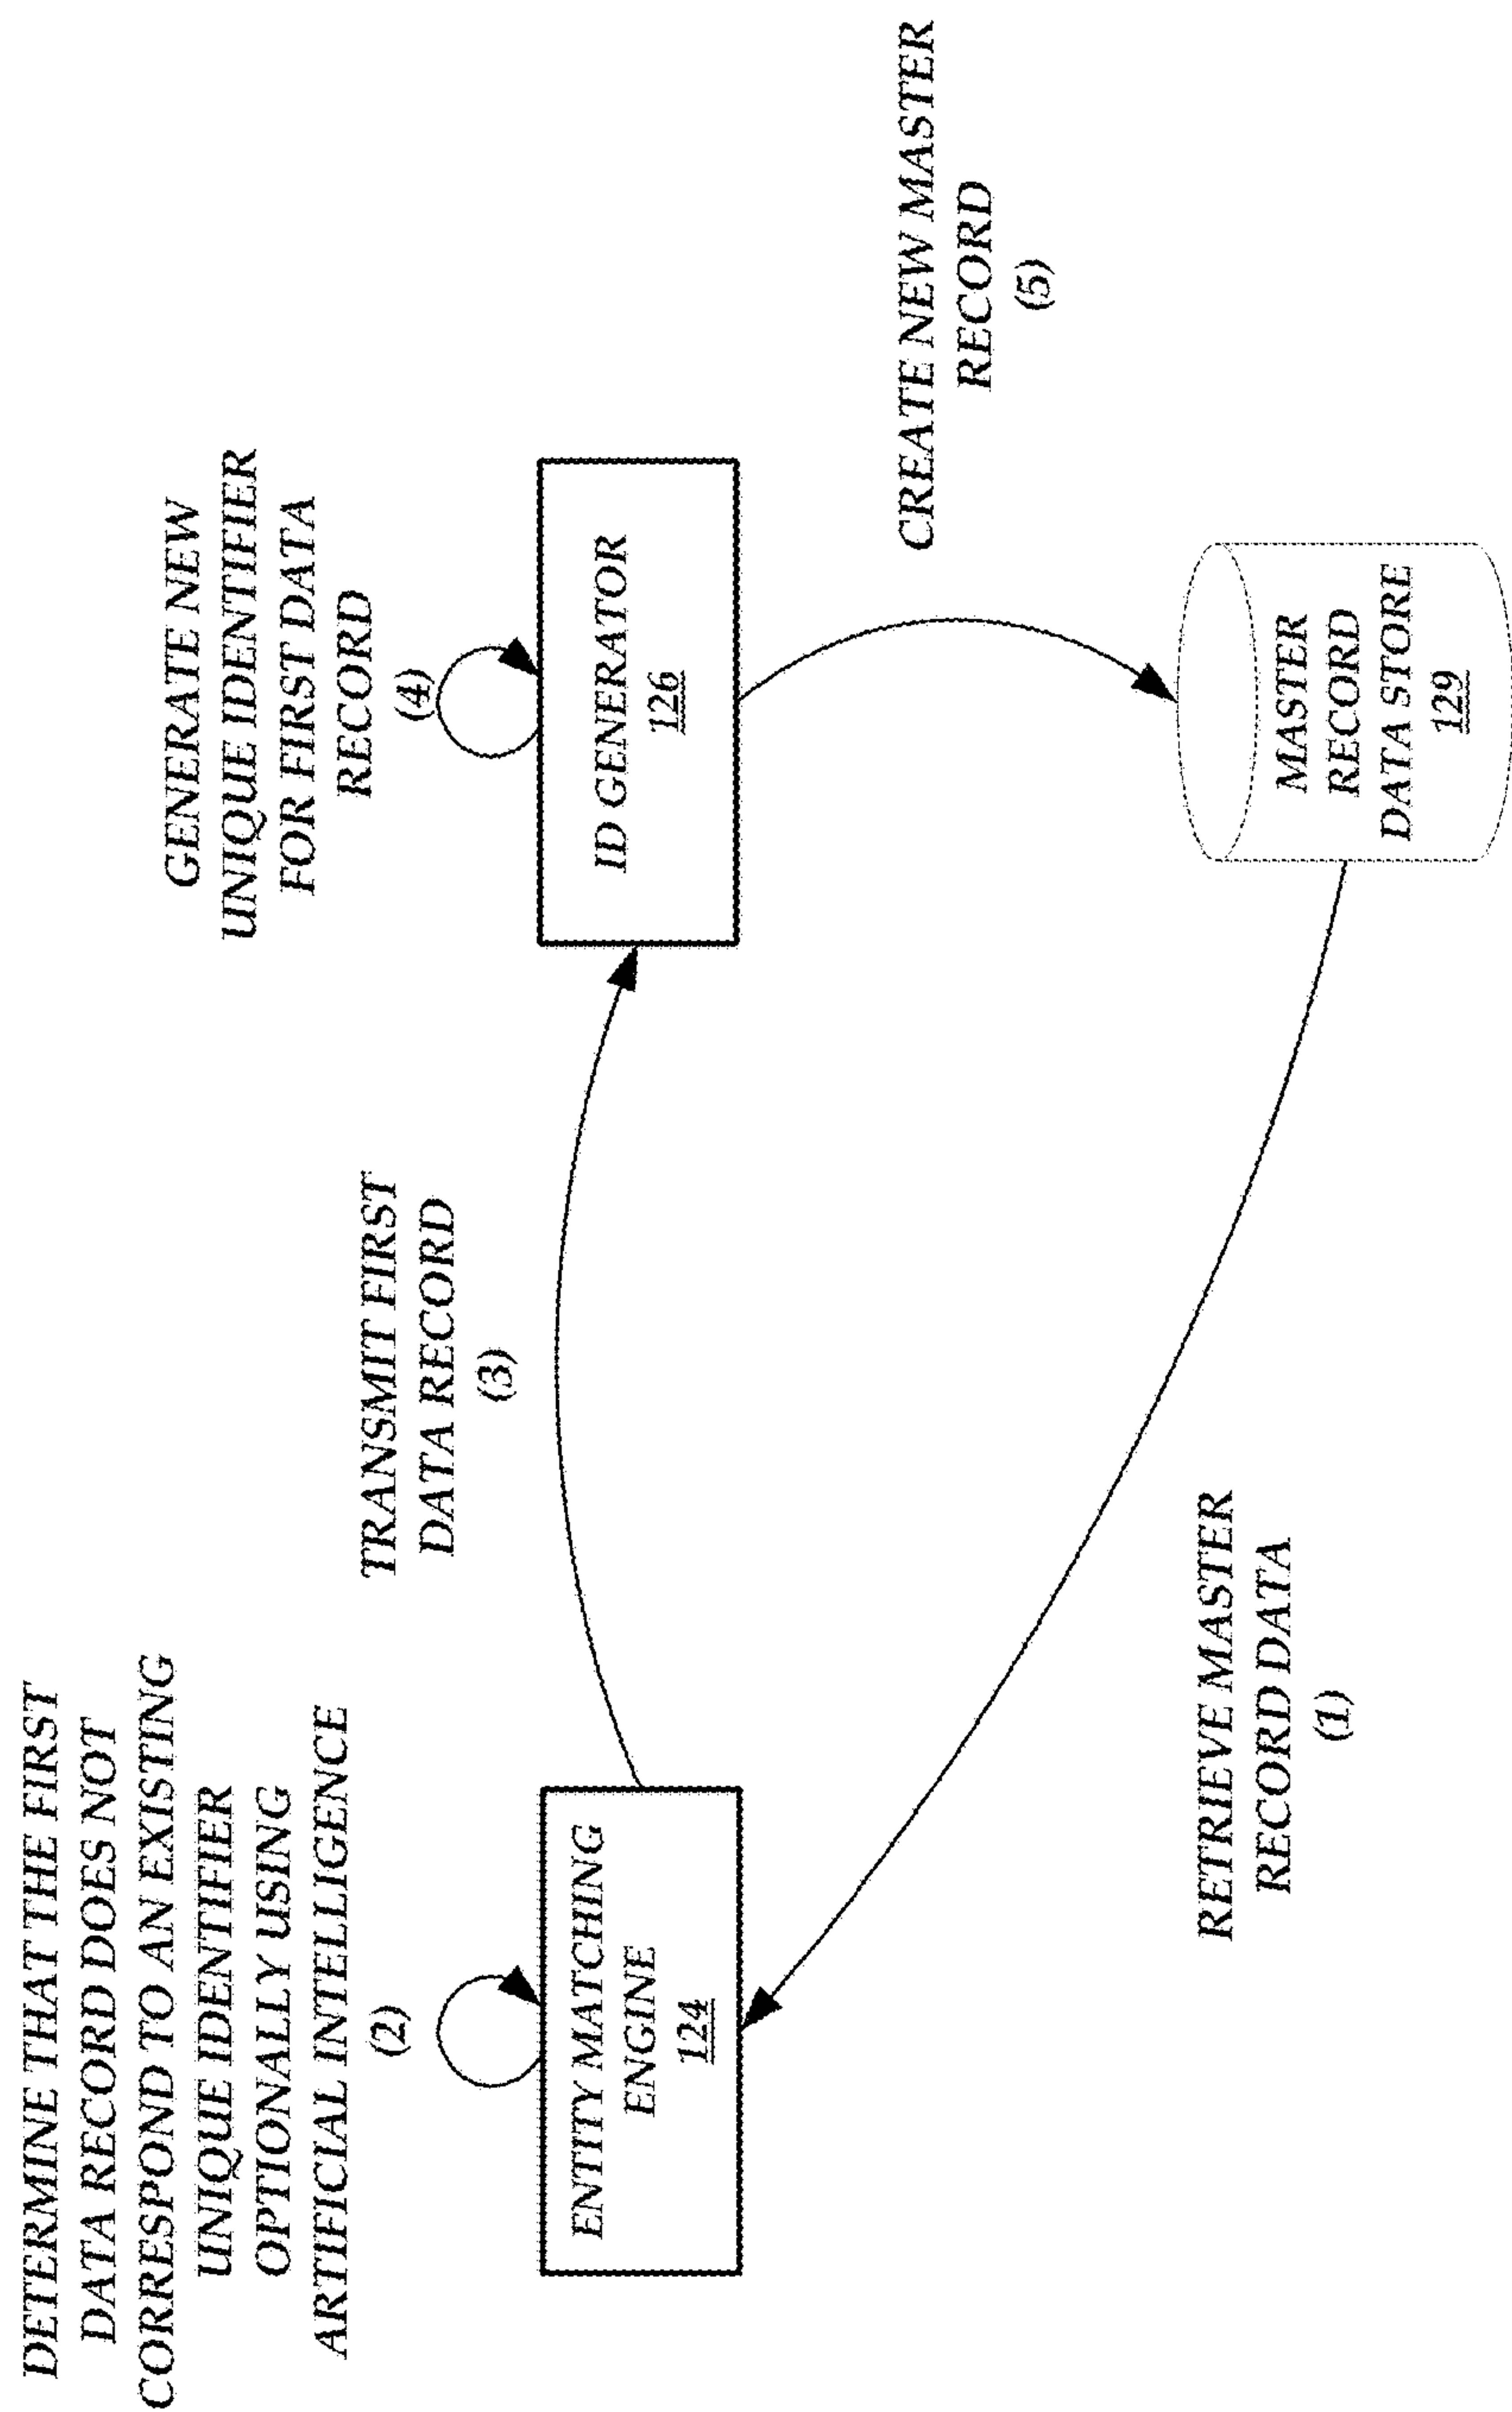 DETERMINE THAT THE FIRST
DATA RECORD DOES NOT
CORRESPOND TO AN EXISTING
UNIQUE IDENTIFIER
OPTIONALLY USING
ARTIFICIAL INTELLIGENCE
(2)
TRANSMIT FIRST
DATA RECORD
(3)
GENERATE NEW
UNIQUE IDENTIFIER
FOR FIRST DATA
RECORD
(4)
ENTITY MATCHING
ENGINE
124
ID GENERATOR
126
CREATE NEW MASTER
RECORD
(5)
RETRIEVE MASTER
RECORD DATA
(1)
MASTER
RECORD
DATA STORE
129